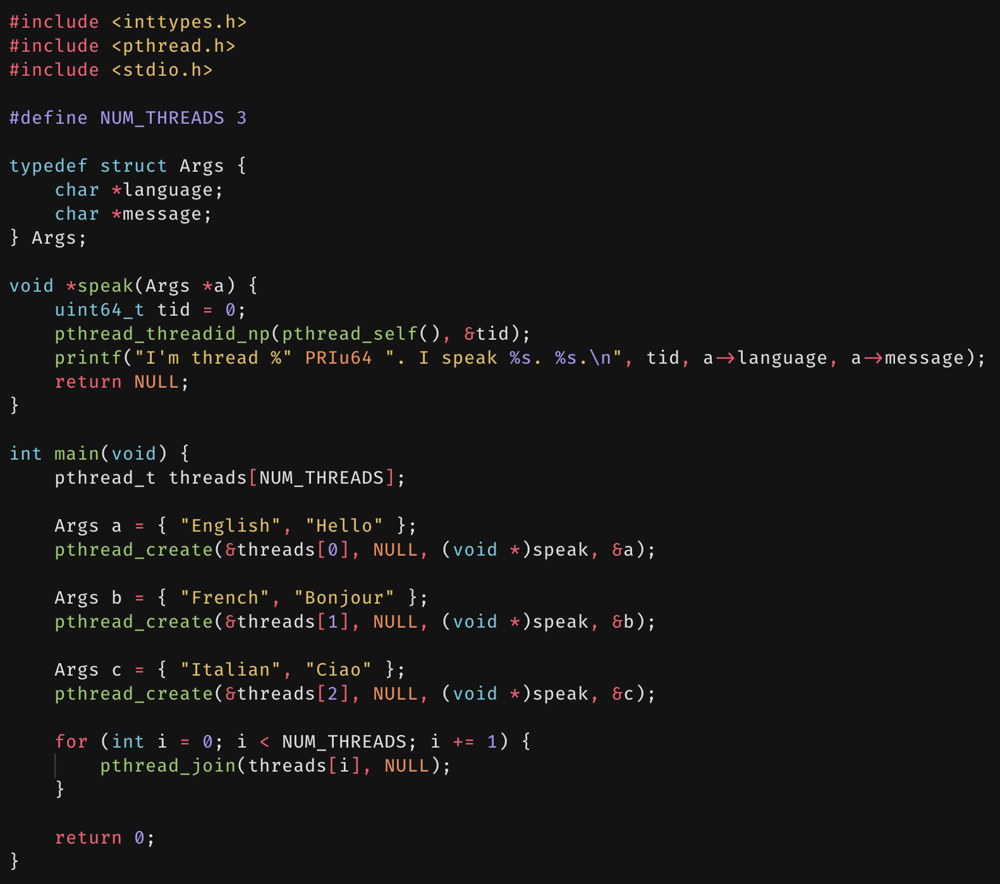 #include <inttypes.h>
#include <pthread.h>
#include <stdio.h>

#define NUM_THREADS 3

typedef struct Args {
    char *language;
    char *message;
} Args;

void *speak(Args *a) {
    uint64_t tid = 0;
    pthread_threadid_np(pthread_self(), &tid);
    printf("I'm thread %" PRIu64 ". I speak %s. %s.\n", tid, a->language, a->message);
    return NULL;
}

int main(void) {
    pthread_t threads[NUM_THREADS];

    Args a = { "English", "Hello" };
    pthread_create(&threads[0], NULL, (void *)speak, &a);

    Args b = { "French", "Bonjour" };
    pthread_create(&threads[1], NULL, (void *)speak, &b);

    Args c = { "Italian", "Ciao" };
    pthread_create(&threads[2], NULL, (void *)speak, &c);

    for (int i = 0; i < NUM_THREADS; i += 1) {
        pthread_join(threads[i], NULL);
    }

    return 0;
}